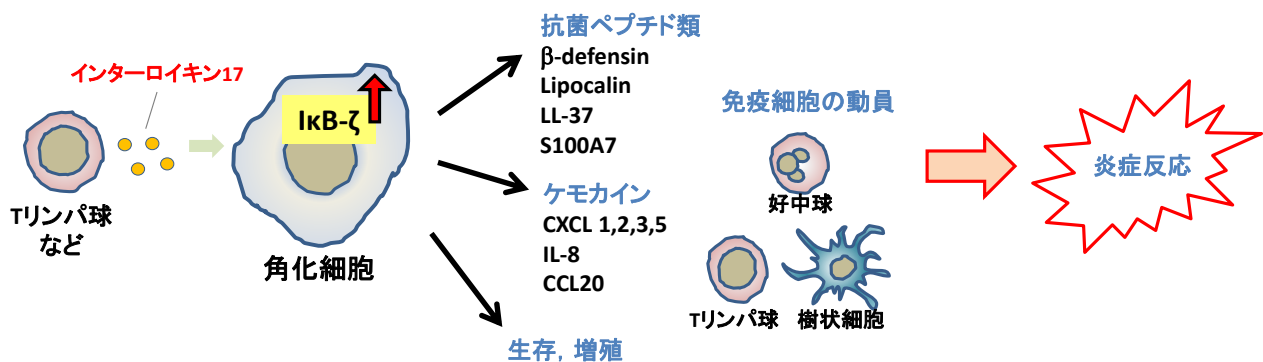 インターロイキン17
Tリンパ球
など
IκB-ζ
角化細胞
抗菌ペプチド類
β-defensin
Lipocalin
LL-37
S100A7
ケモカイン
CXCL 1,2,3,5
IL-8
CCL20
生存，増殖
免疫細胞の動員
好中球
Tリンパ球
樹状細胞
炎症反応